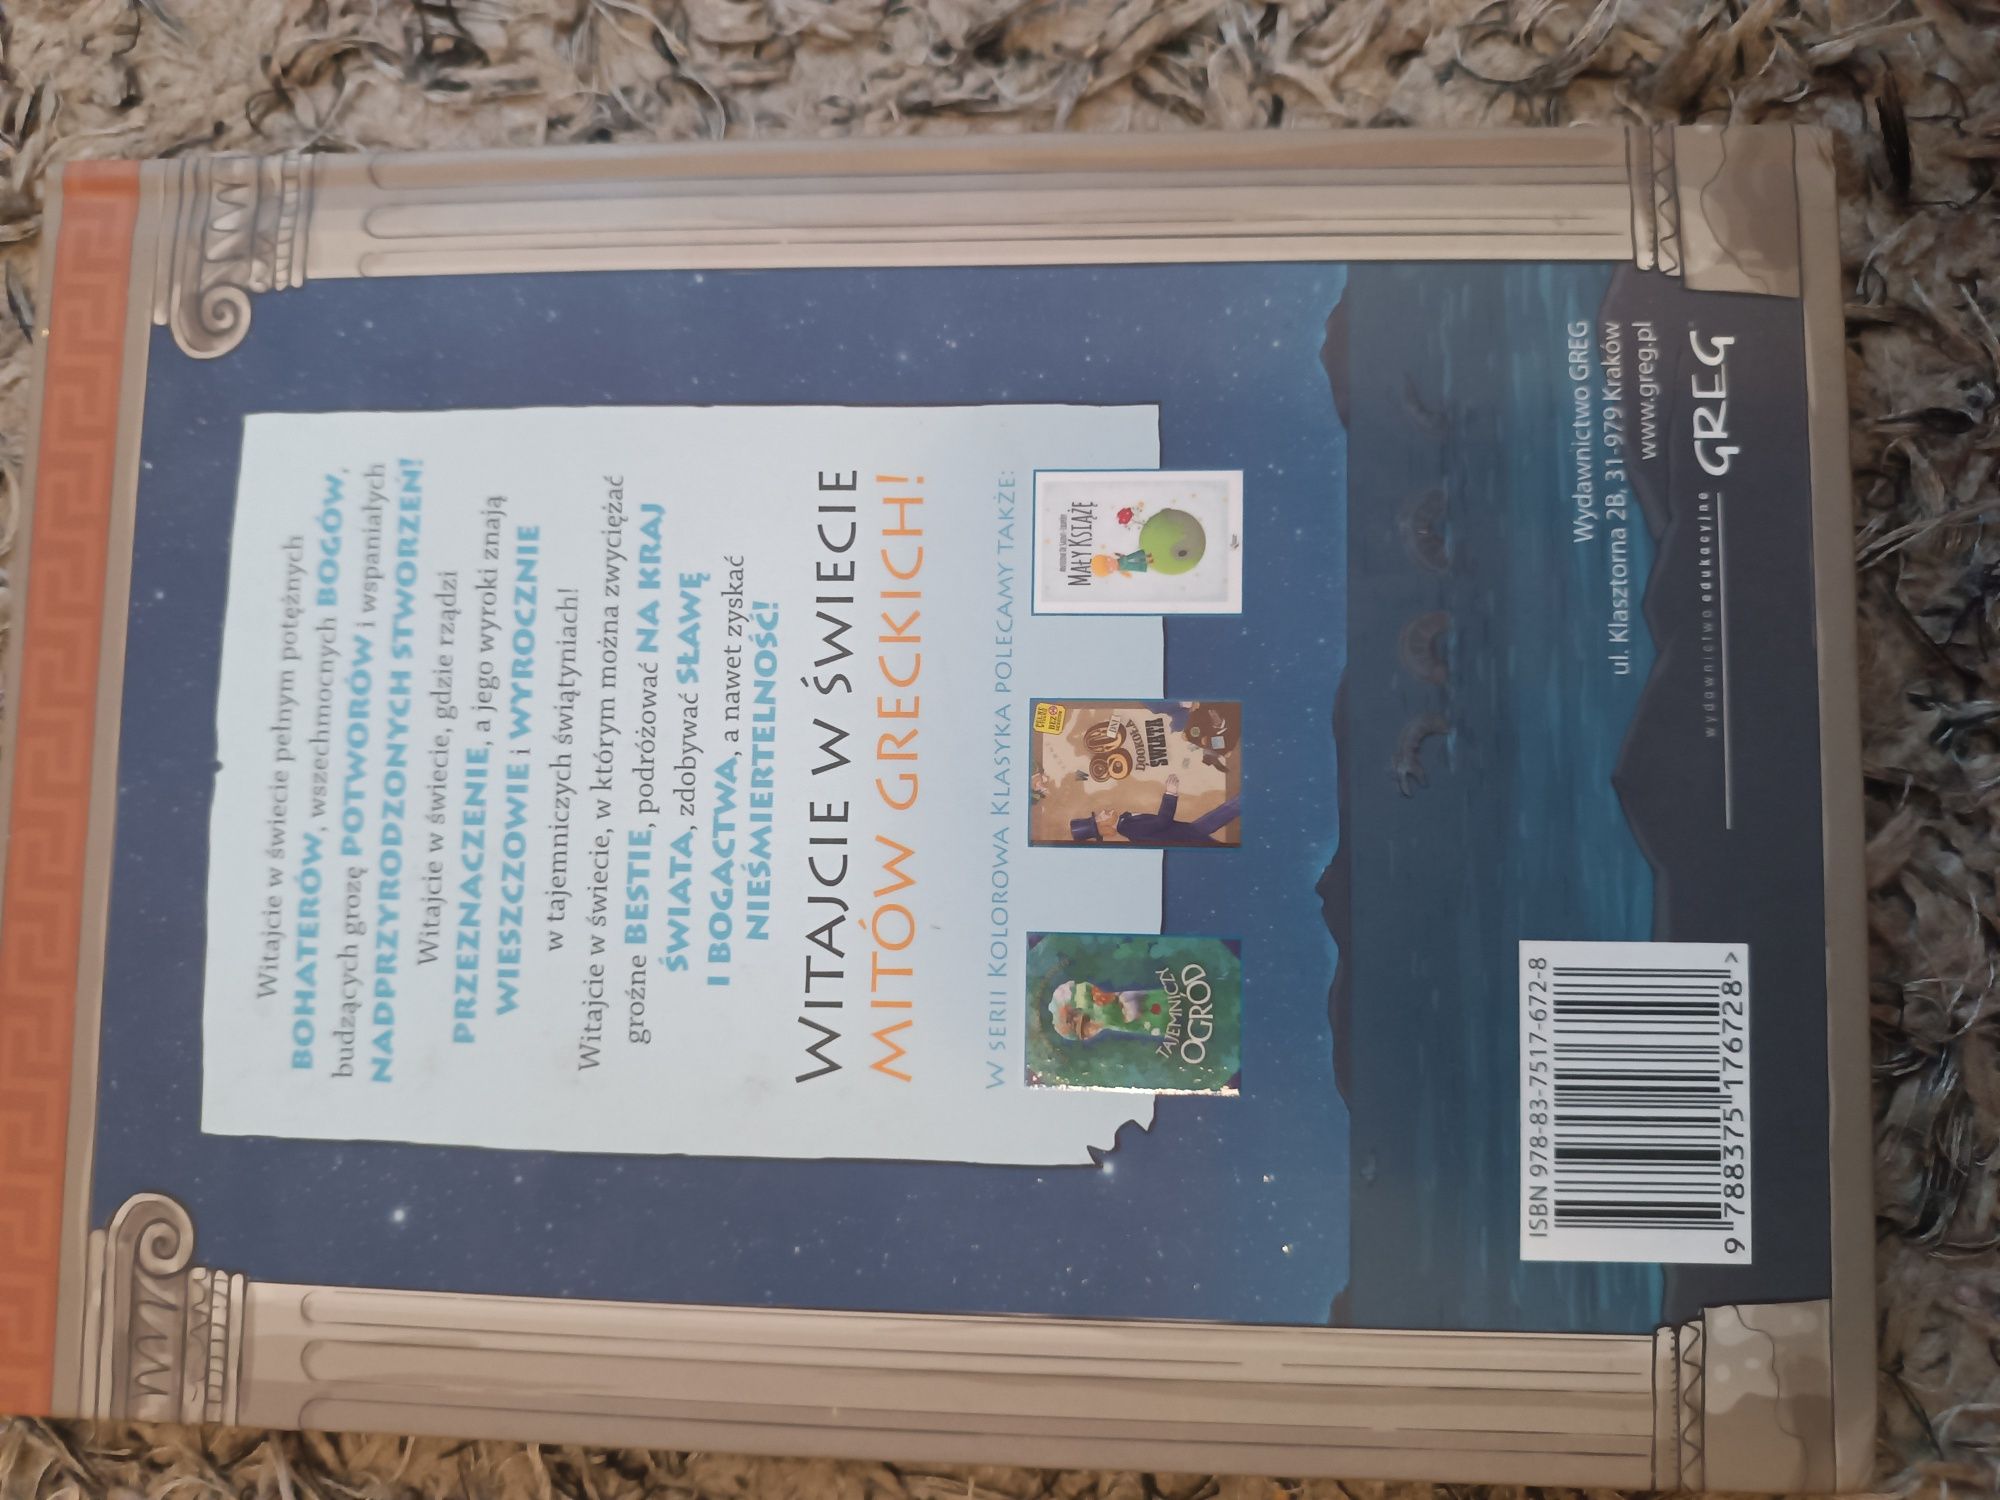 Witajcie w świecie pełnym potężnych
BOHATERÓW, wszechmocnych BOGÓW,
budzących grozę POTWORÓW i wspaniałych
NADPRZYRODZONYCH STWORZEŃ!
Witajcie w świecie, gdzie rządzi
PRZEZNACZENIE, a jego wyroki znają
WIESZCZOWIE i WYROCZNIE
w tajemniczych świątyniach!
Witajcie w świecie, w którym można zwyciężać
groźne BESTIE, podróżować NA KRAJ
ŚWIATA, zdobywać SŁAWĘ
I BOGACTWA, a nawet zyskać
NIEŚMIERTELNOŚĆ!
WITAJCIE W ŚWIECIE
MITÓW GRECKICH!
W SERII KOLOROWA KLASYKA POLECAMY TAKŻE:
TAJEMNICZY
OGRÓD
W 80 DNI
DOOKOŁA
ŚWIATA
MAŁY KSIĄŻĘ
ISBN 978-83-7517-672-8
9 788375 176728 >
Wydawnictwo GREG
ul. Klasztorna 2B, 31-979 Kraków
www.greg.pl
wydawnictwo edukacyjne GREG